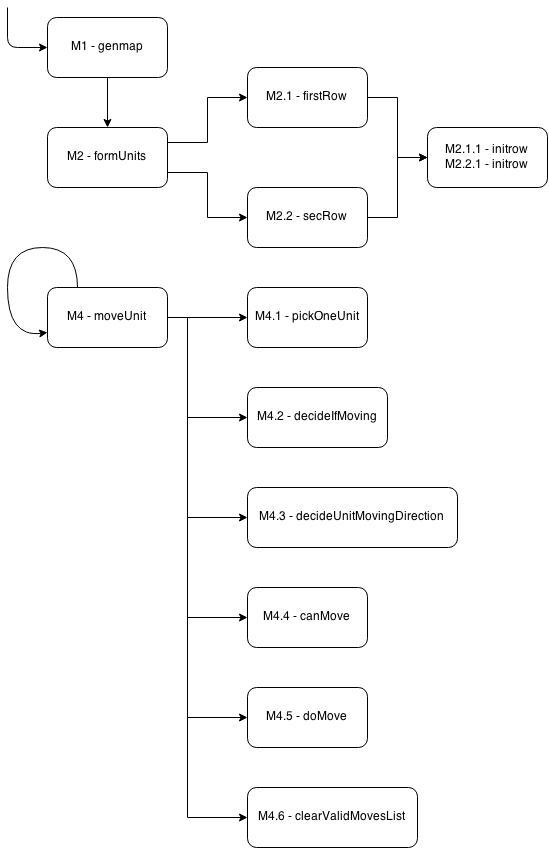 M1 - genmap
M2 - formUnits
M2.1 - firstRow
M2.2 - secRow
M2.1.1 - initrow
M2.2.1 - initrow
M4 - moveUnit
M4.1 - pickOneUnit
M4.2 - decideIfMoving
M4.3 - decideUnitMovingDirection
M4.4 - canMove
M4.5 - doMove
M4.6 - clearValidMovesList